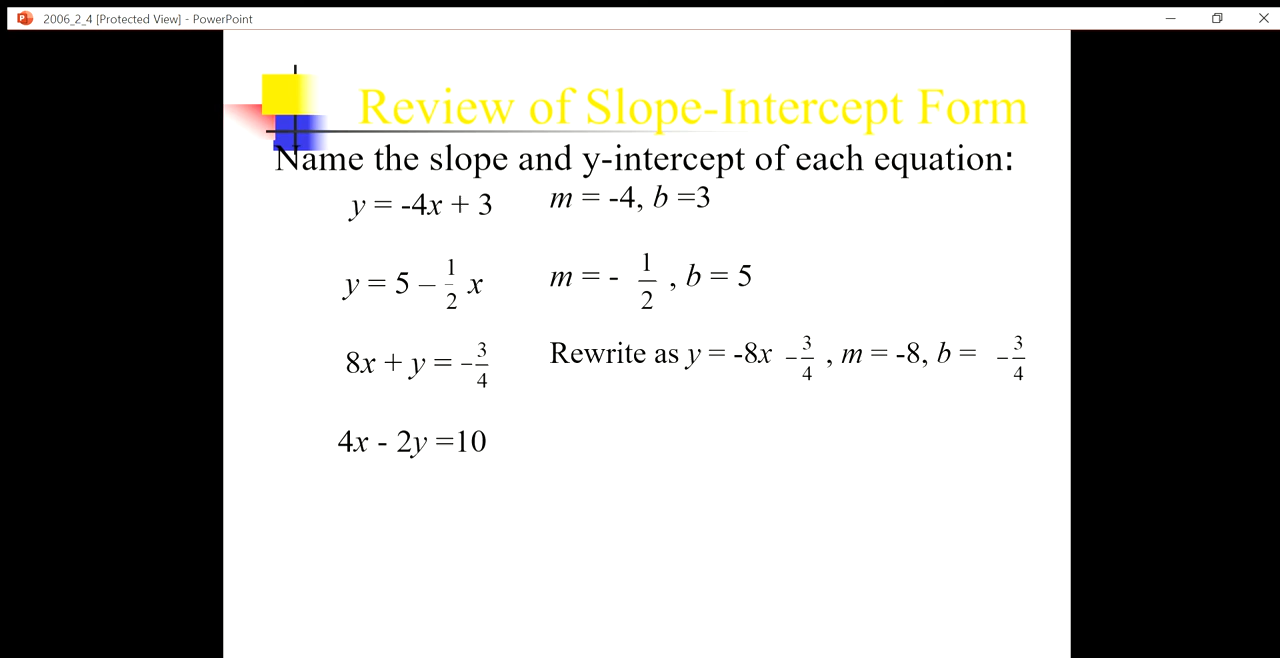 2006_2_4 [Protected View] - PowerPoint
Review of Slope-Intercept Form
Name the slope and y-intercept of each equation:
y = -4x + 3 m = -4, b =3
y = 5 – 1/2 x m = - 1/2 , b = 5
8x + y = –3/4 Rewrite as y = -8x –3/4 , m = -8, b = –3/4
4x - 2y =10